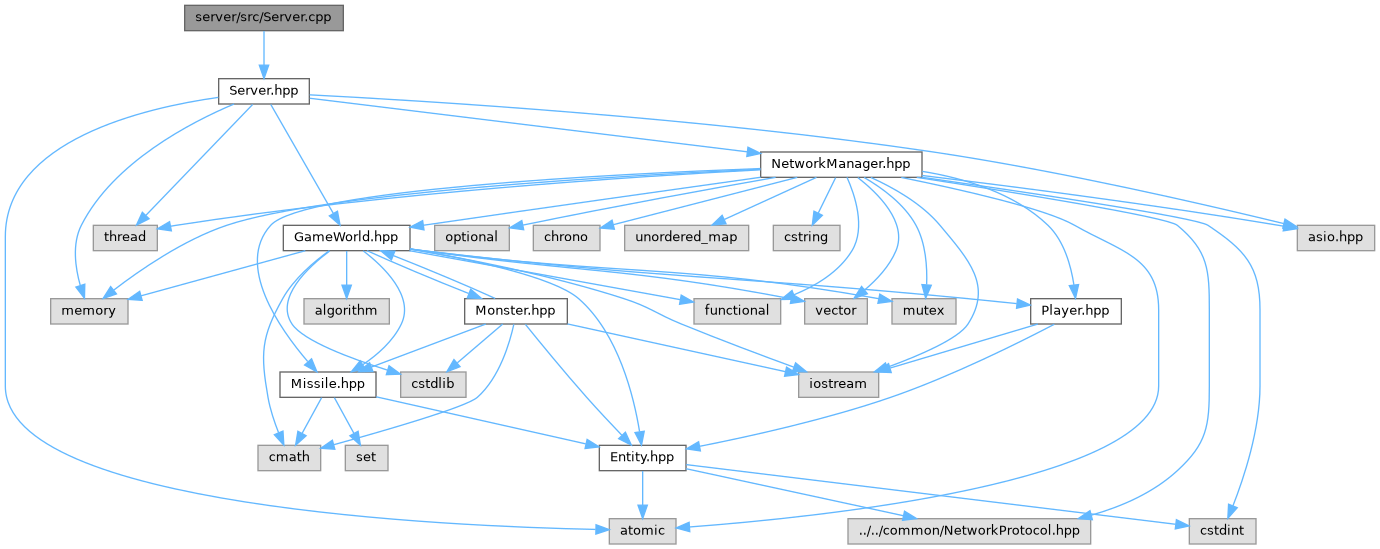 server/src/Server.cpp
Server.hpp
NetworkManager.hpp
thread
GameWorld.hpp
optional
chrono
unordered_map
cstring
asio.hpp
memory
algorithm
Monster.hpp
functional
vector
mutex
Player.hpp
Missile.hpp
cstdlib
iostream
cmath
set
Entity.hpp
atomic
../../common/NetworkProtocol.hpp
cstdint